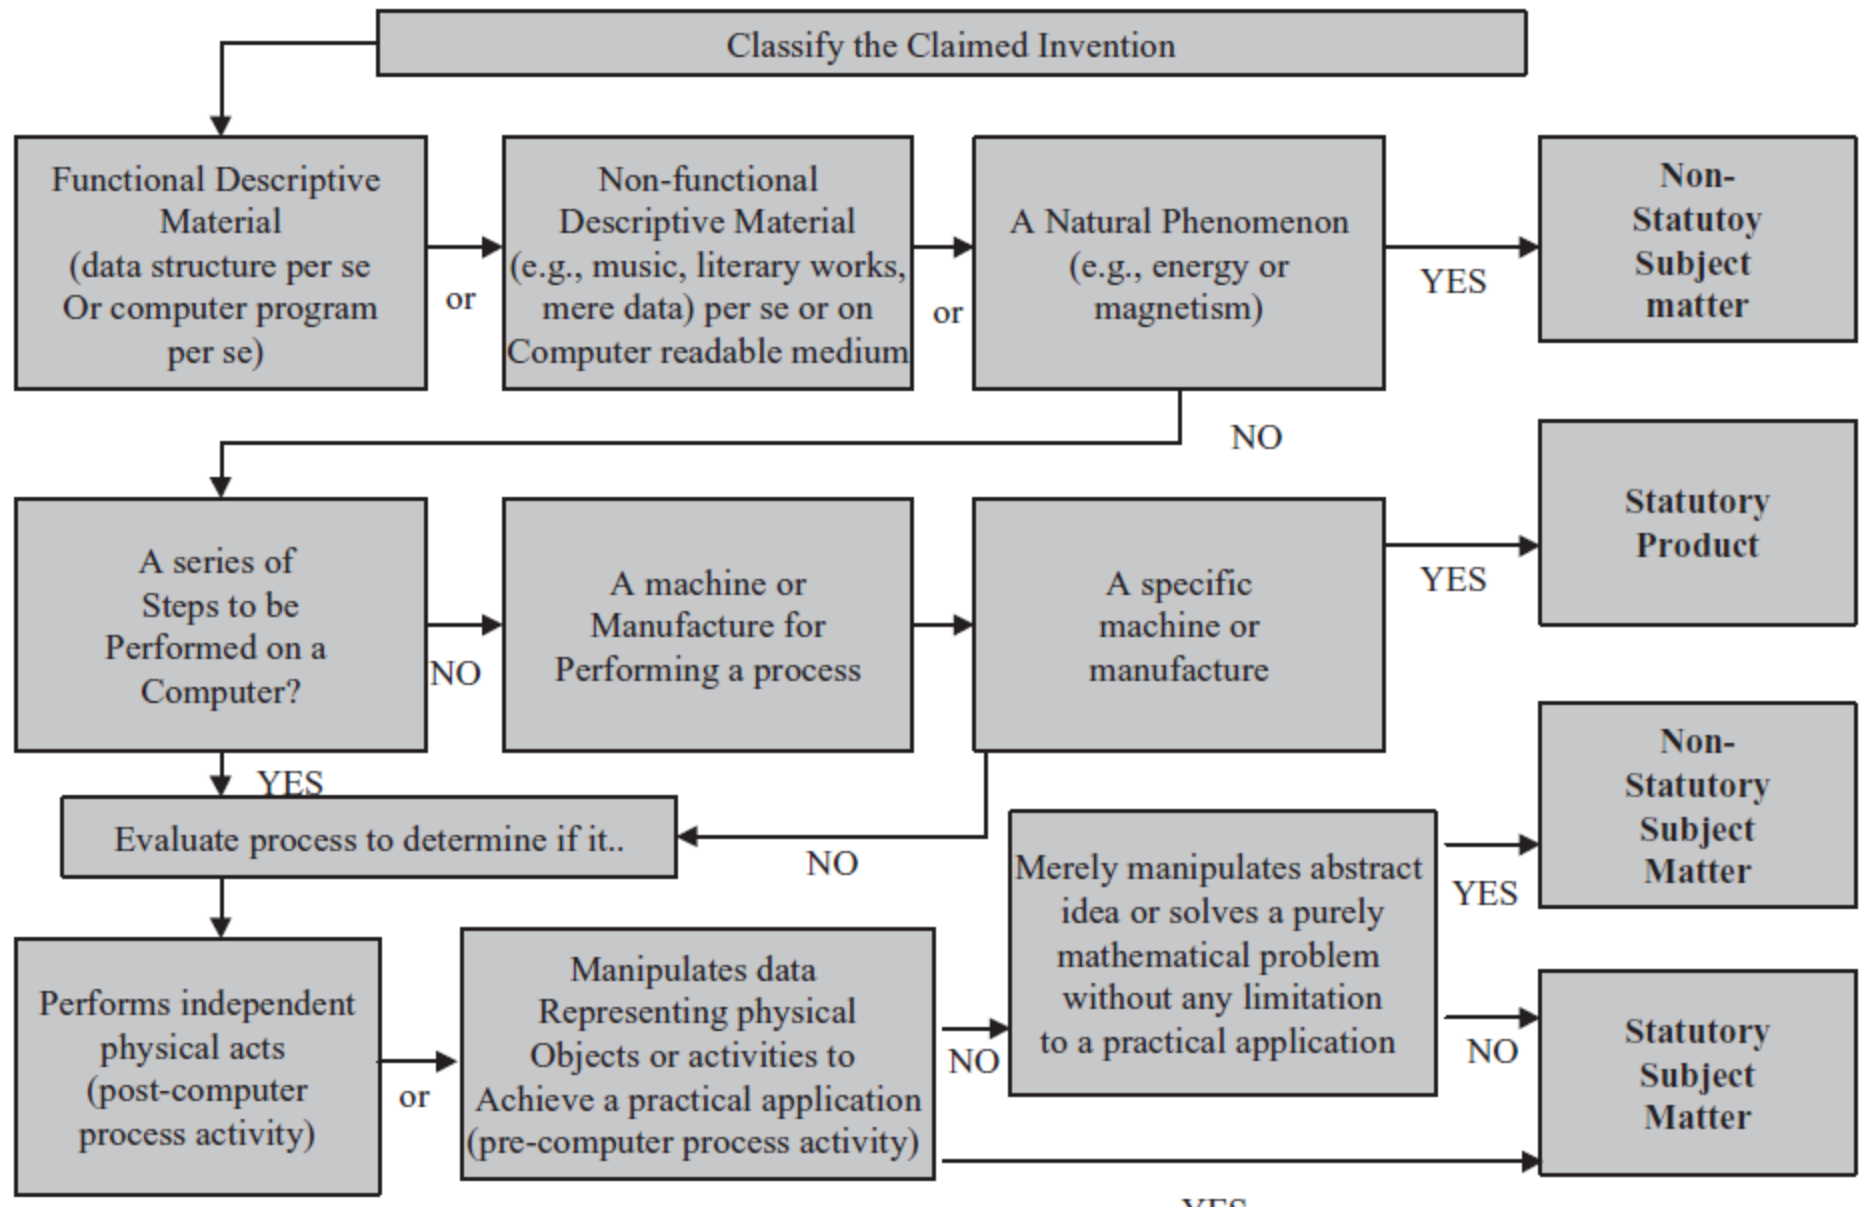 Classify the Claimed Invention
Functional Descriptive
Material
(data structure per se
Or computer program
per se)
or
Non-functional
Descriptive Material
(e.g., music, literary works,
mere data) per se or on
Computer readable medium
or
A Natural Phenomenon
(e.g., energy or
magnetism)
YES
Non-
Statutoy
Subject
matter
NO
A series of
Steps to be
Performed on a
Computer?
NO
A machine or
Manufacture for
Performing a process
A specific
machine or
manufacture
YES
Statutory
Product
YES
Evaluate process to determine if it..
NO
Performs independent
physical acts
(post-computer
process activity)
or
Manipulates data
Representing physical
Objects or activities to
Achieve a practical application
(pre-computer process activity)
NO
Merely manipulates abstract
idea or solves a purely
mathematical problem
without any limitation
to a practical application
YES
Non-
Statutory
Subject
Matter
NO
Statutory
Subject
Matter
YES